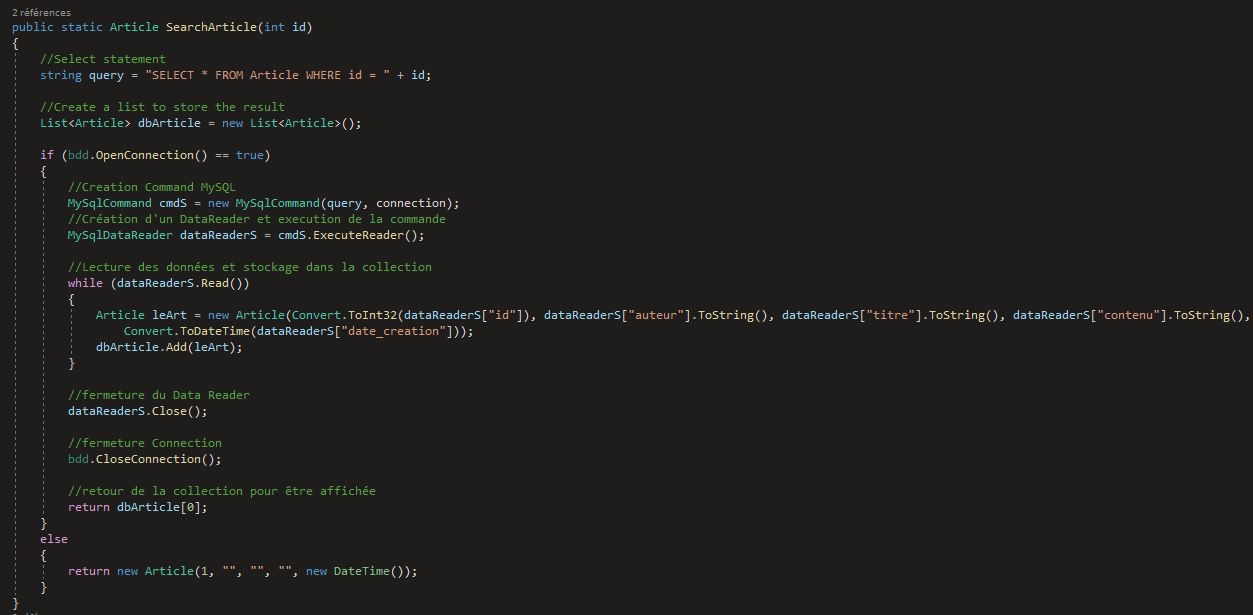 2 références
public static Article SearchArticle(int id)
{
//Select statement
string query = "SELECT * FROM Article WHERE id = " + id;
//Create a list to store the result
List<Article> dbArticle = new List<Article>();
if (bdd.OpenConnection() == true)
{
//Creation Command MySQL
MySqlCommand cmdS = new MySqlCommand(query, connection);
//Création d'un DataReader et execution de la commande
MySqlDataReader dataReaderS = cmdS.ExecuteReader();
//Lecture des données et stockage dans la collection
while (dataReaderS.Read())
{
Article leArt = new Article(Convert.ToInt32(dataReaderS["id"]), dataReaderS["auteur"].ToString(), dataReaderS["titre"].ToString(), dataReaderS["contenu"].ToString(),
Convert.ToDateTime(dataReaderS["date_creation"]));
dbArticle.Add(leArt);
}
//fermeture du Data Reader
dataReaderS.Close();
//fermeture Connection
bdd.CloseConnection();
//retour de la collection pour être affichée
return dbArticle[0];
}
else
{
return new Article(1, "", "", "", new DateTime());
}
}